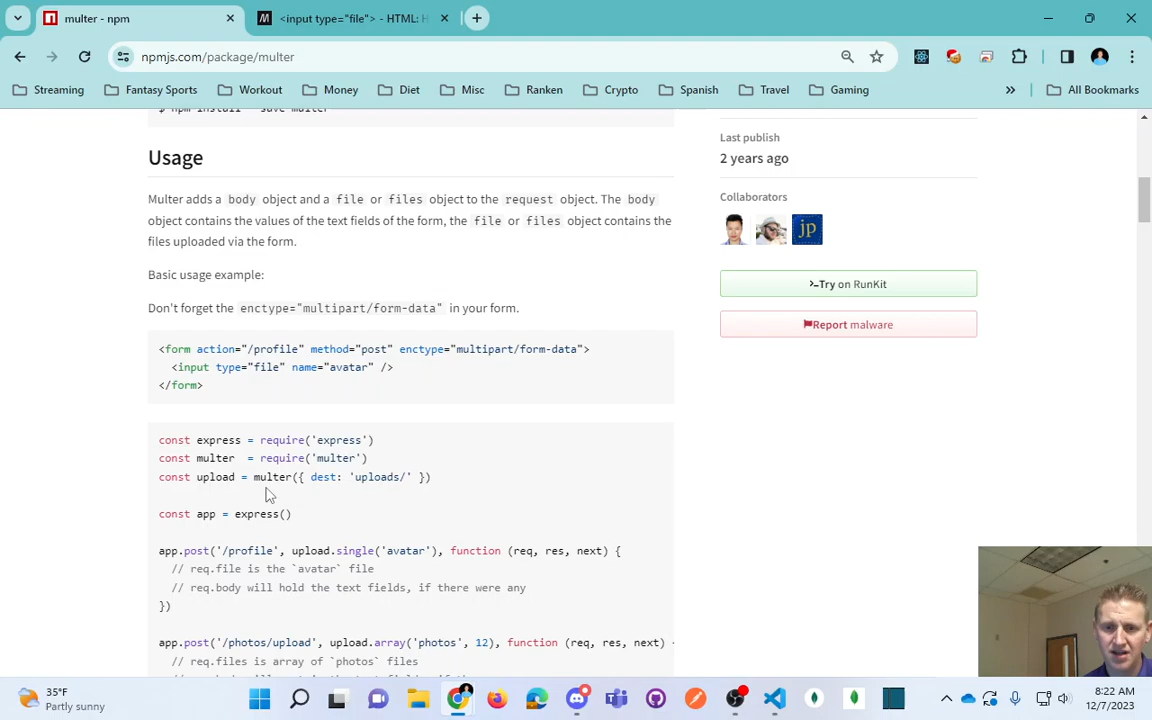 multer - npm
<input type="file"> - HTML: H
npmjs.com/package/multer
Streaming
Fantasy Sports
Workout
Money
Diet
Misc
Ranken
Crypto
Spanish
Travel
Gaming
All Bookmarks
Usage
Multer adds a body object and a file or files object to the request object. The body
object contains the values of the text fields of the form, the file or files object contains the
files uploaded via the form.
Basic usage example:
Don't forget the enctype="multipart/form-data" in your form.
<form action="/profile" method="post" enctype="multipart/form-data">
<input type="file" name="avatar" />
</form>
const express = require('express')
const multer = require('multer')
const upload = multer({ dest: 'uploads/' })
const app = express()
app.post('/profile', upload.single('avatar'), function (req, res, next) {
// req.file is the `avatar` file
// req.body will hold the text fields, if there were any
})
app.post('/photos/upload', upload.array('photos', 12), function (req, res, next)
// req.files is array of `photos` files
Last publish
2 years ago
Collaborators
jp
Try on RunKit
Report malware
35°F
Partly sunny
8:22 AM
12/7/2023